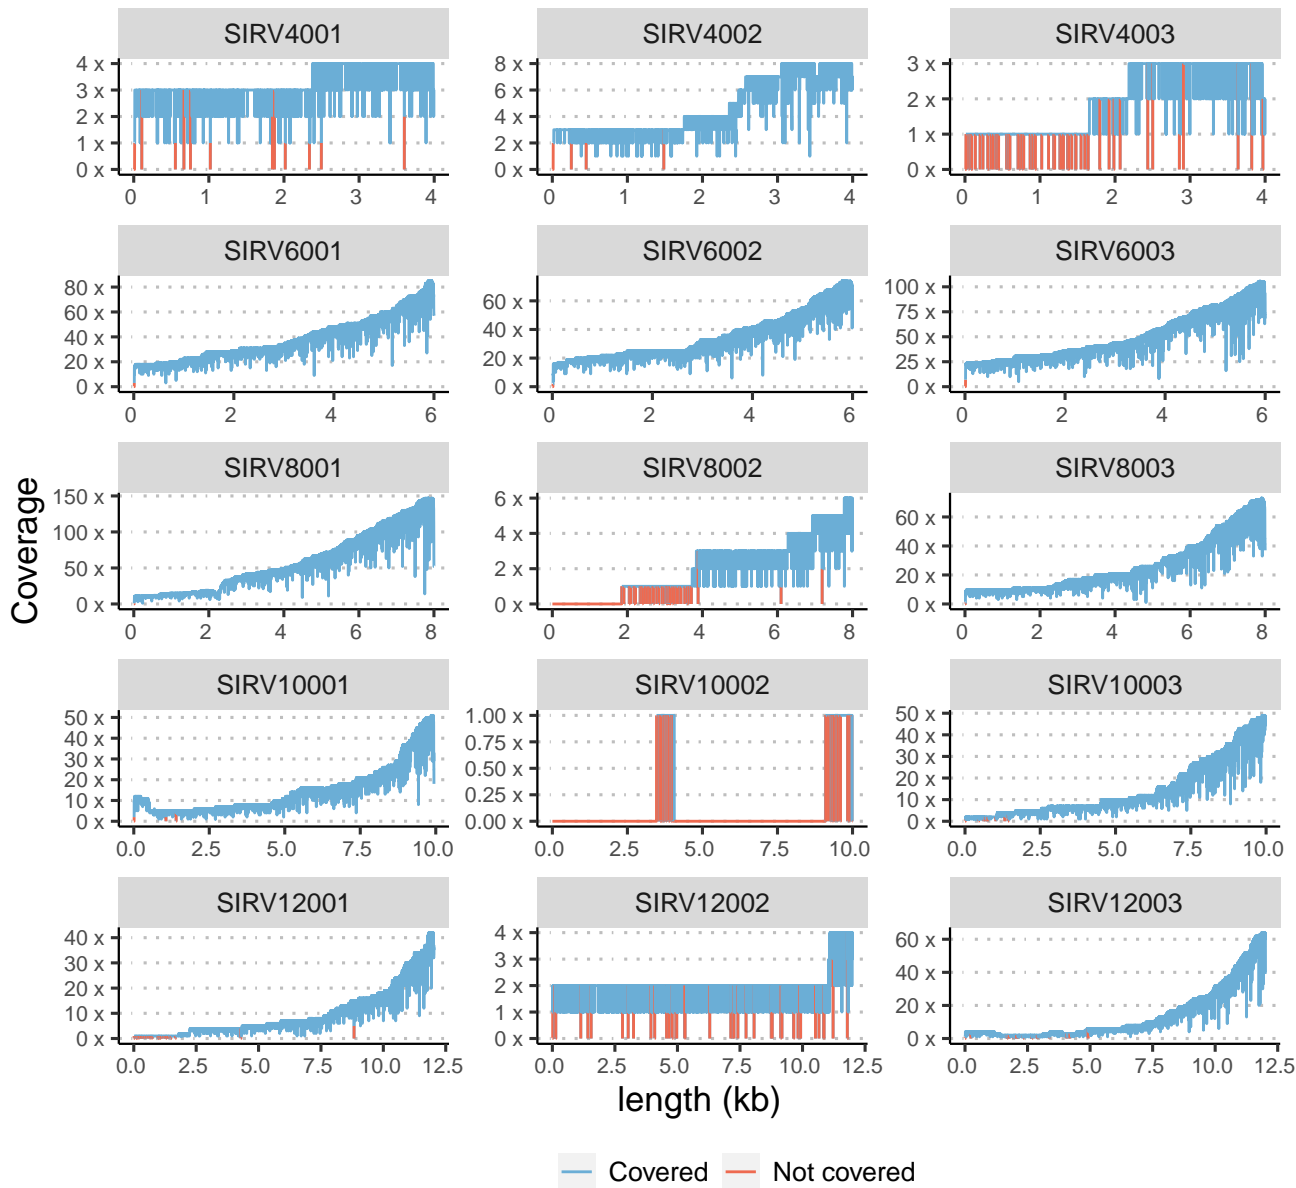 SIRV4001 SIRV4002 SIRV4003
4 x 8 x 3 x
3 x 6 x 2 x
2 x 4 x 1 x
1 x 2 x 0 x
0 x 0 x
0 1 2 3 4 0 1 2 3 4 0 1 2 3 4
SIRV6001 SIRV6002 SIRV6003
80 x 60 x 100 x
60 x 40 x 75 x
40 x 20 x 50 x
20 x 0 x 25 x
0 x 0 x
0 2 4 6 0 2 4 6 0 2 4 6
SIRV8001 SIRV8002 SIRV8003
150 x 6 x 60 x
100 x 4 x 40 x
50 x 2 x 20 x
0 x 0 x 0 x
0 2 4 6 8 0 2 4 6 8 0 2 4 6 8
Coverage
SIRV10001 SIRV10002 SIRV10003
50 x 1.00 x 50 x
40 x 0.75 x 40 x
30 x 0.50 x 30 x
20 x 0.25 x 20 x
10 x 0.00 x 10 x
0 x 0 x
0.0 2.5 5.0 7.5 10.0 0.0 2.5 5.0 7.5 10.0 0.0 2.5 5.0 7.5 10.0
SIRV12001 SIRV12002 SIRV12003
40 x 4 x 60 x
30 x 3 x 40 x
20 x 2 x 20 x
10 x 1 x 0 x
0 x 0 x
0.0 2.5 5.0 7.5 10.0 12.5 0.0 2.5 5.0 7.5 10.0 12.5 0.0 2.5 5.0 7.5 10.0 12.5
length (kb)
Covered Not covered